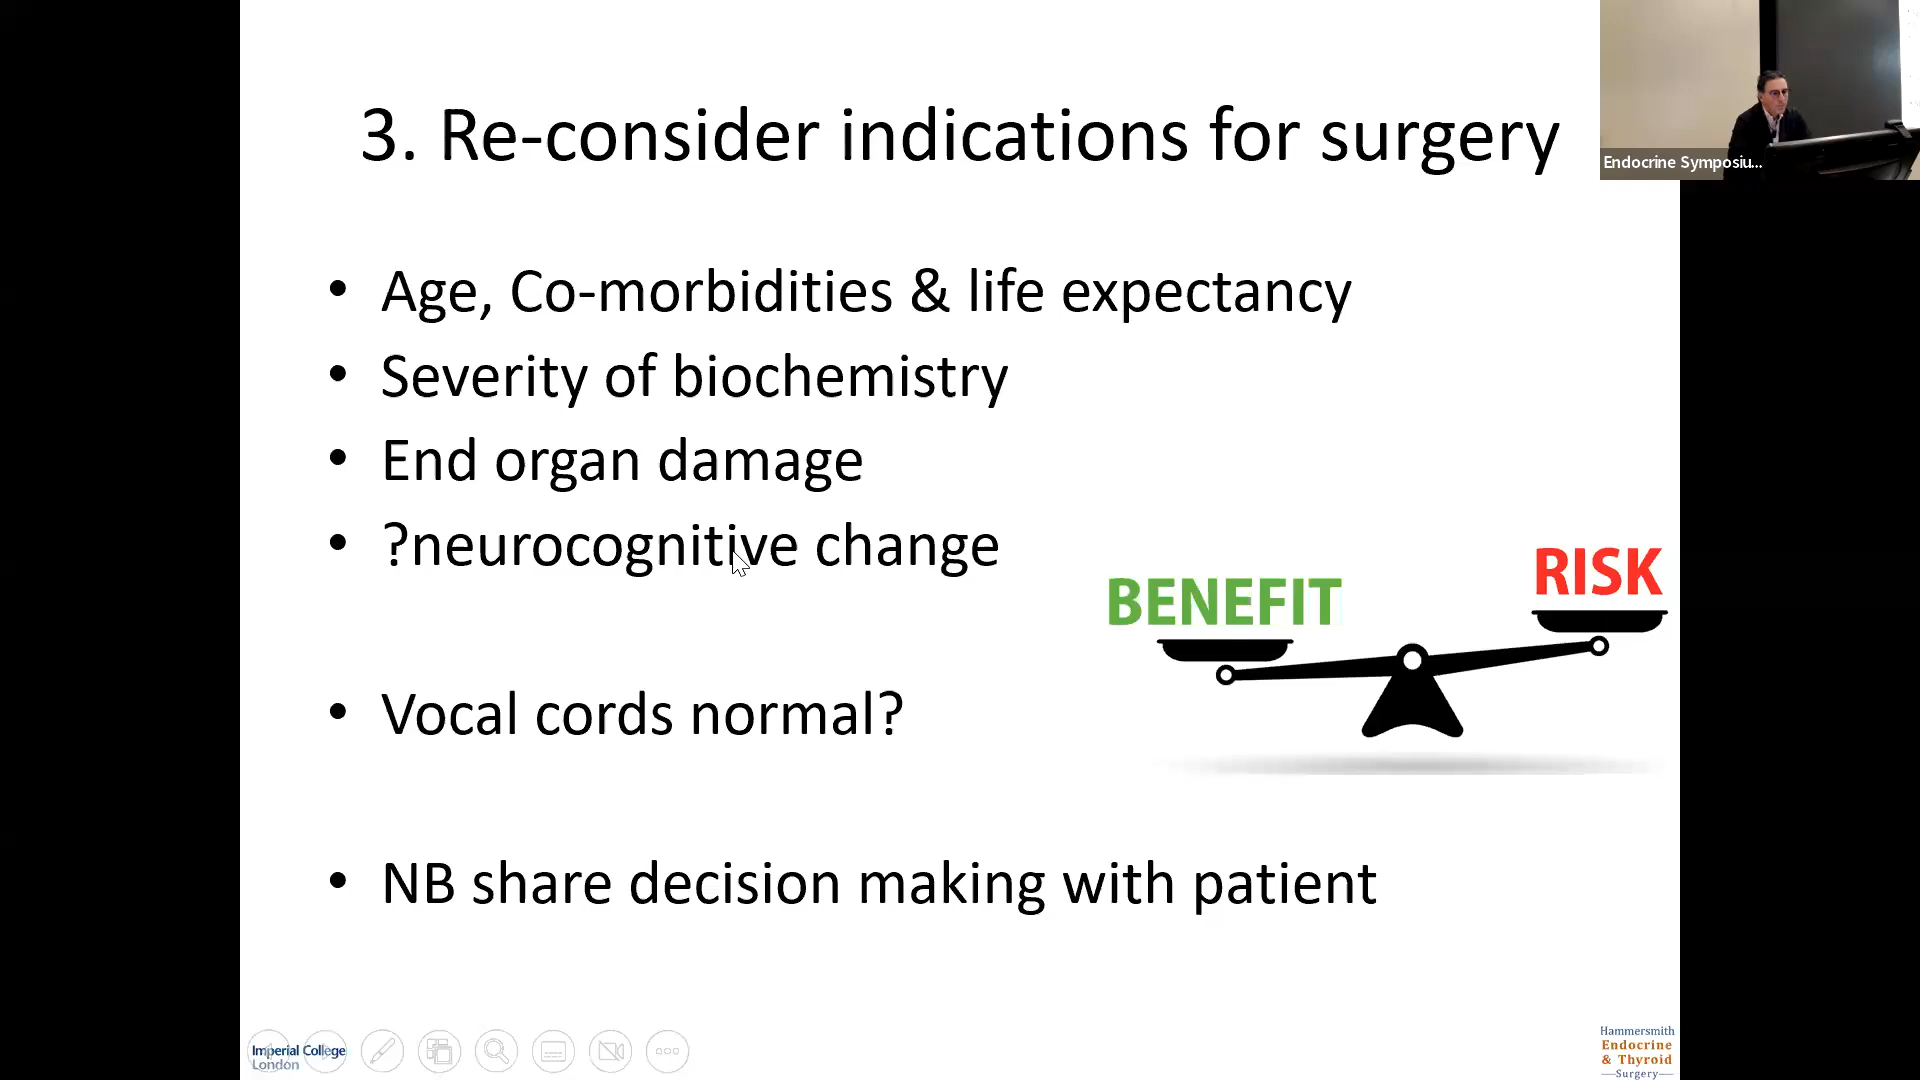 3. Re-consider indications for surgery
Endocrine Symposiu...
• Age, Co-morbidities & life expectancy
• Severity of biochemistry
• End organ damage
• ?neurocognitive change
BENEFIT
RISK
• Vocal cords normal?
• NB share decision making with patient
Imperial College
London
Hammersmith
Endocrine
& Thyroid
Surgery